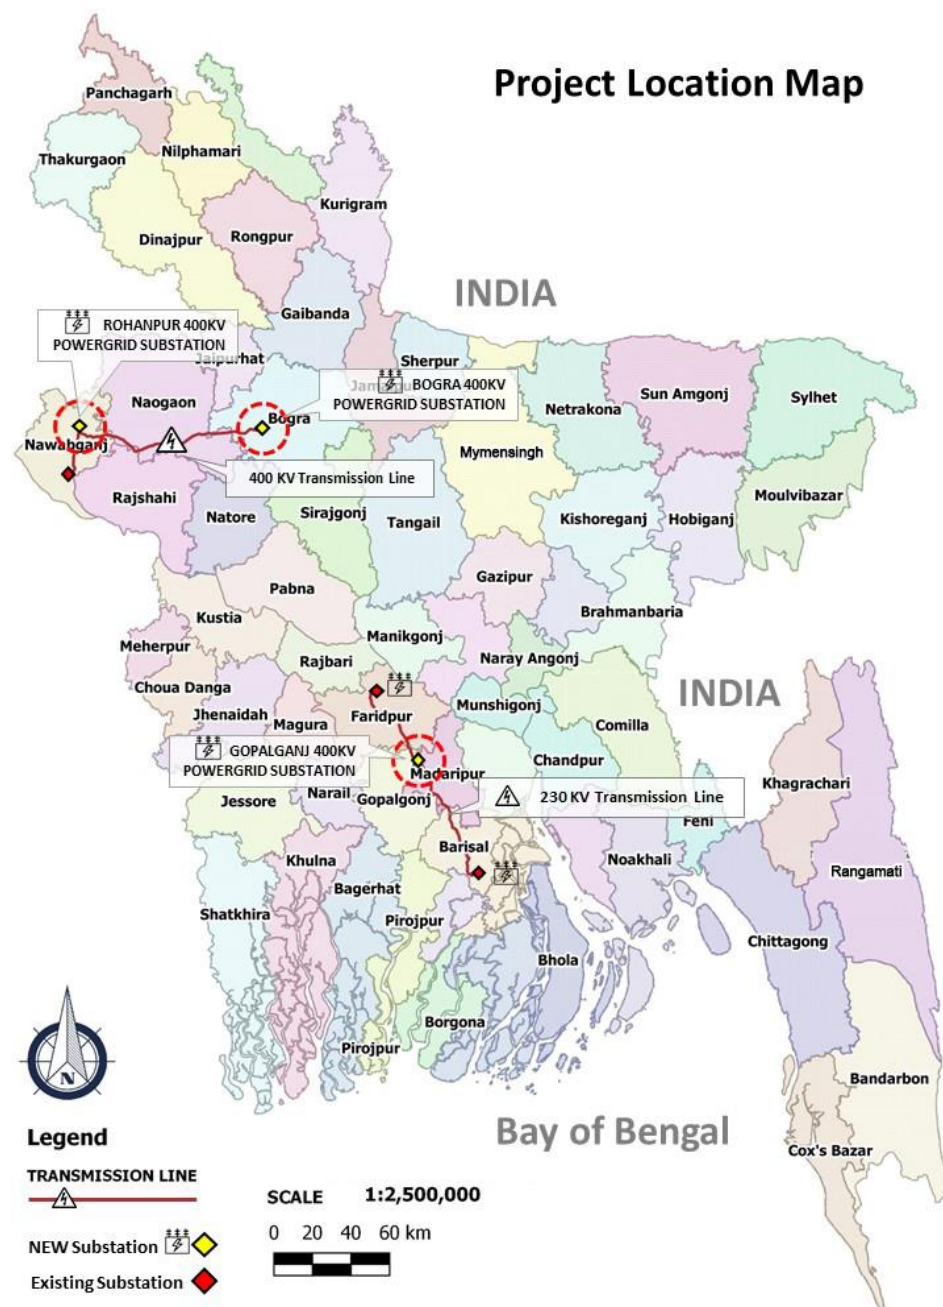 Project Location Map
Panchagarh
Thakurgaon
Nilphamari
Kurigram
Dinajpur
Rongpur
INDIA
Gaibanda
ROHANPUR 400KV
POWERGRID SUBSTATION
Jaipurhat
Sherpur
BOGRA 400KV
POWERGRID SUBSTATION
Naogaon
Bogra
Netrakona
Sun Amgonj
Sylhet
Nawabganj
Mymensingh
400 KV Transmission Line
Rajshahi
Natore
Sirajgonj
Tangail
Kishoreganj
Hobiganj
Moulvibazar
Gazipur
Pabna
Kustia
Brahmanbaria
Meherpur
Manikgonj
Rajbari
Naray Angonj
Choua Danga
INDIA
Jhenaidah
Magura
Faridpur
Munshigonj
Comilla
GOPALGANJ 400KV
POWERGRID SUBSTATION
Madaripur
Chandpur
Khagrachari
Jessore
Narail
Gopalgonj
230 KV Transmission Line
Feni
Khulna
Barisal
Noakhali
Rangamati
Bagerhat
Shatkhira
Pirojpur
Chittagong
Bhola
Borgona
Pirojpur
Bandarbon
N
Bay of Bengal
Cox's Bazar
Legend
TRANSMISSION LINE
SCALE 1:2,500,000
0 20 40 60 km
NEW Substation
Existing Substation